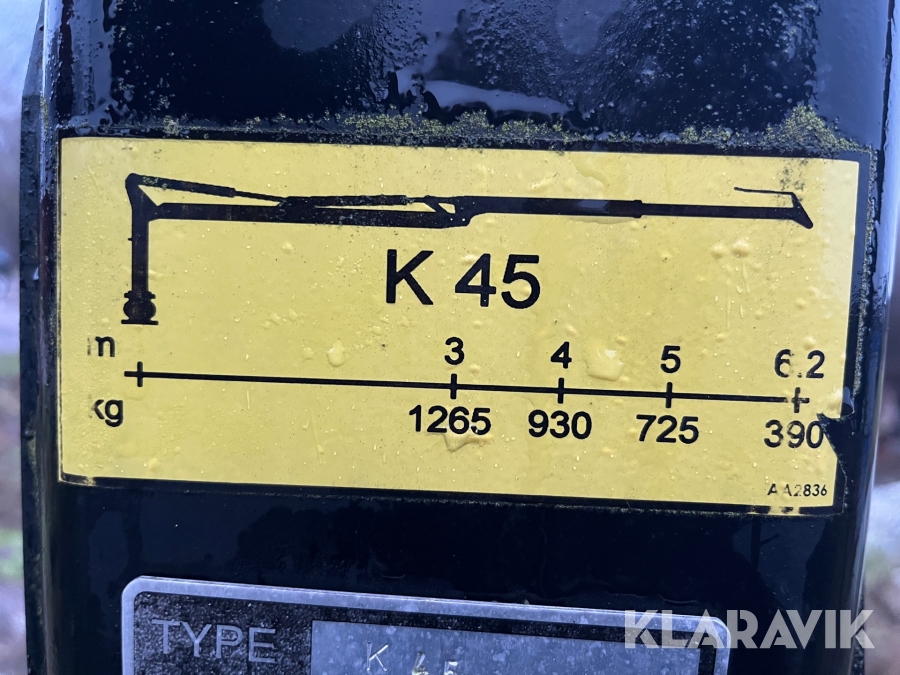 K 45
m 3 4 5 6.2
kg 1265 930 725 390
AA2836
TYPE K 45
KLARAVIK